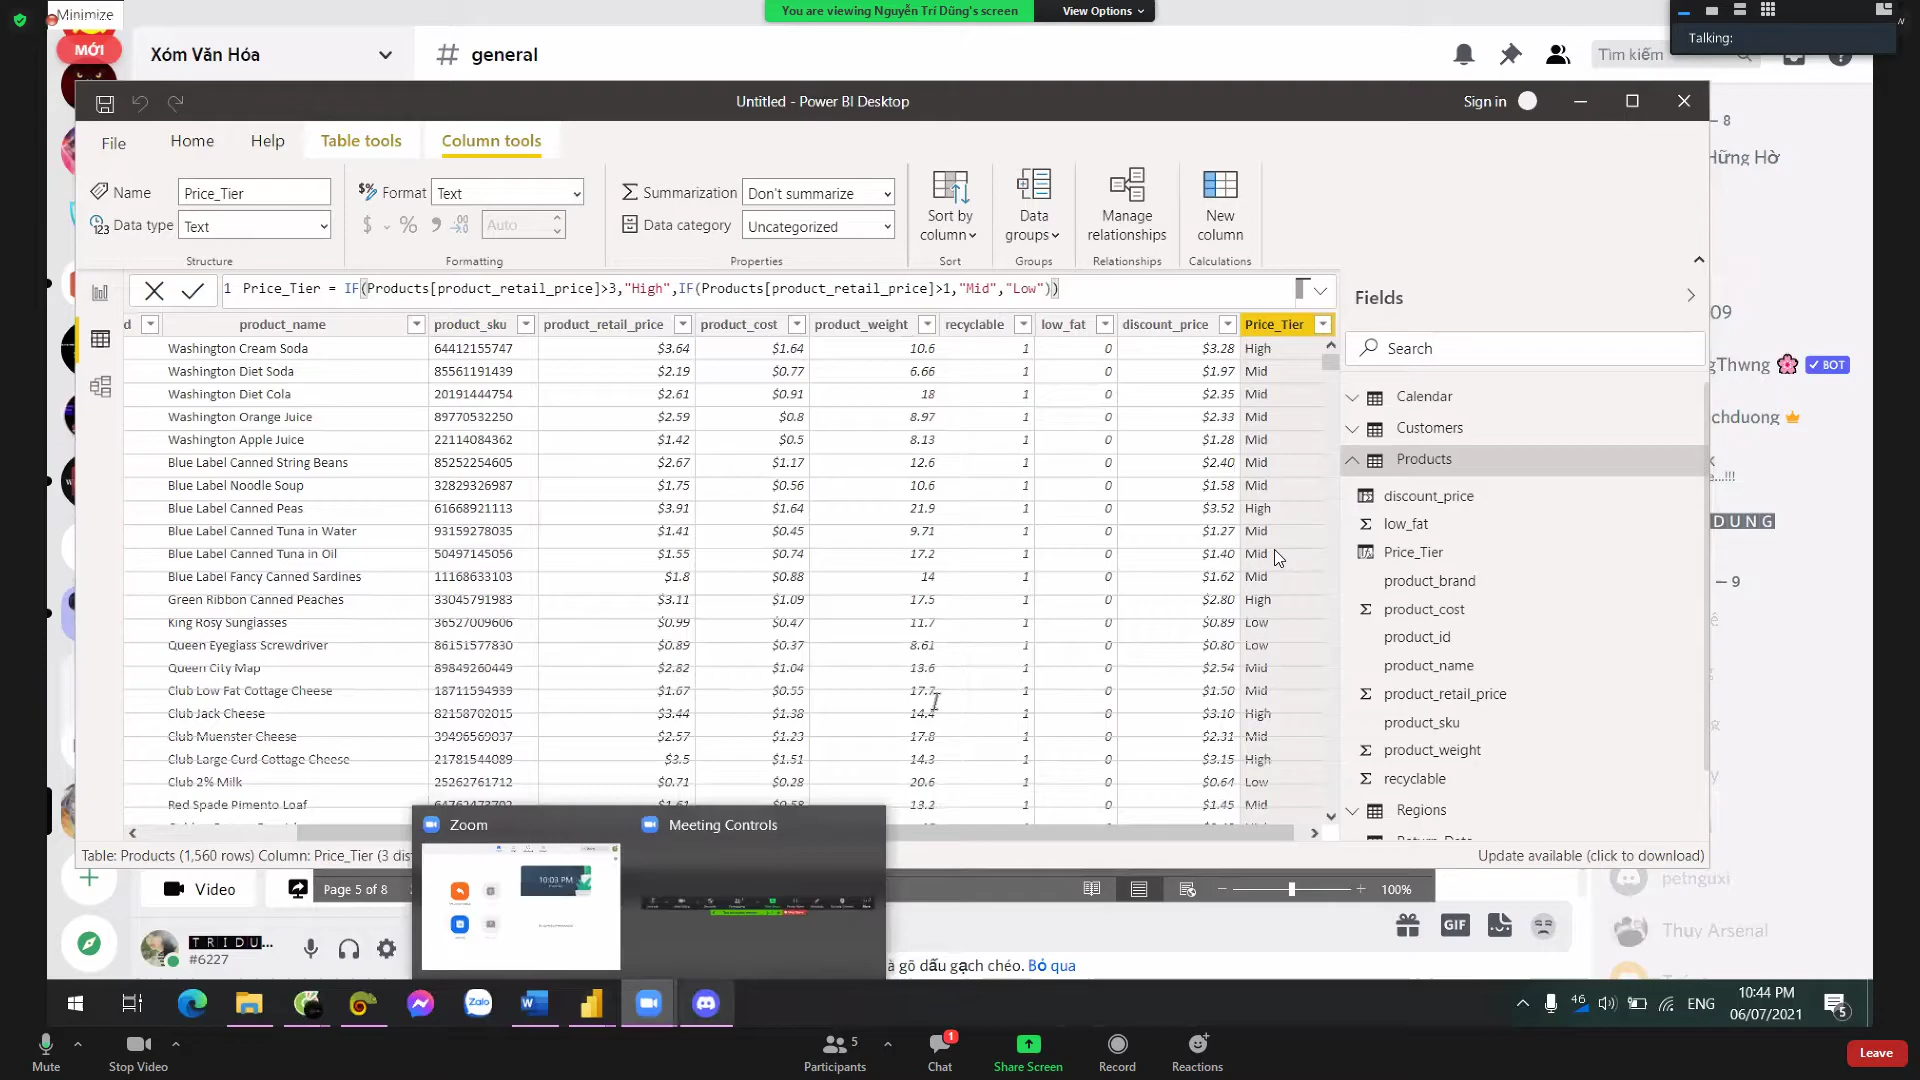 Minimize
You are viewing Nguyễn Trí Dũng's screen
View Options
Talking:
MỚI
Xóm Văn Hóa
# general
Tìm kiếm
Untitled - Power BI Desktop
Sign in
File
Home
Help
Table tools
Column tools
Name
Price_Tier
Format
Text
Summarization
Don't summarize
Data type
Text
Auto
Data category
Uncategorized
Sort by column
Data groups
Manage relationships
New column
Structure
Formatting
Properties
Sort
Groups
Relationships
Calculations
1 Price_Tier = IF(Products[product_retail_price]>3,"High",IF(Products[product_retail_price]>1,"Mid","Low"))
d product_name product_sku product_retail_price product_cost product_weight recyclable low_fat discount_price Price_Tier
Washington Cream Soda 64412155747 $3.64 $1.64 10.6 1 0 $3.28 High
Washington Diet Soda 85561191439 $2.19 $0.77 6.66 1 0 $1.97 Mid
Washington Diet Cola 20191444754 $2.61 $0.91 18 1 0 $2.35 Mid
Washington Orange Juice 89770532250 $2.59 $0.8 8.97 1 0 $2.33 Mid
Washington Apple Juice 22114084362 $1.42 $0.5 8.13 1 0 $1.28 Mid
Blue Label Canned String Beans 85252254605 $2.67 $1.17 12.6 1 0 $2.40 Mid
Blue Label Noodle Soup 32829326987 $1.75 $0.56 10.6 1 0 $1.58 Mid
Blue Label Canned Peas 61668921113 $3.91 $1.64 21.9 1 0 $3.52 High
Blue Label Canned Tuna in Water 93159278035 $1.41 $0.45 9.71 1 0 $1.27 Mid
Blue Label Canned Tuna in Oil 50497145056 $1.55 $0.74 17.2 1 0 $1.40 Mid
Blue Label Fancy Canned Sardines 11168633103 $1.8 $0.88 14 1 0 $1.62 Mid
Green Ribbon Canned Peaches 33045791983 $3.11 $1.09 17.5 1 0 $2.80 High
King Rosy Sunglasses 36527009606 $0.99 $0.47 11.7 1 0 $0.89 Low
Queen Eyeglass Screwdriver 86151577830 $0.89 $0.37 8.61 1 0 $0.80 Low
Queen City Map 89849260449 $2.82 $1.04 13.6 1 0 $2.54 Mid
Club Low Fat Cottage Cheese 18711594939 $1.67 $0.55 17.7 1 0 $1.50 Mid
Club Jack Cheese 82158702015 $3.44 $1.38 14.4 1 0 $3.10 High
Club Muenster Cheese 39496569037 $2.57 $1.23 17.8 1 0 $2.31 Mid
Club Large Curd Cottage Cheese 21781544089 $3.5 $1.51 14.3 1 0 $3.15 High
Club 2% Milk 25262761712 $0.71 $0.28 20.6 1 0 $0.64 Low
Red Spade Pimento Loaf 13.2 1 0 $1.45 Mid
Table: Products (1,560 rows) Column: Price_Tier (3 dis
Update available (click to download)
Fields
Search
Calendar
Customers
Products
discount_price
low_fat
Price_Tier
product_brand
product_cost
product_id
product_name
product_retail_price
product_sku
product_weight
recyclable
Regions
– 8
Hững Hờ
09
gThwng
BOT
chduong
...!!!
DUNG
– 9
petnguxi
Thuy Arsenal
Zoom
Meeting Controls
10:03 PM
Video
Page 5 of 8
100%
TRIDU...
#6227
GIF
à gõ dấu gạch chéo. Bỏ qua
Zalo
46
ENG
10:44 PM
06/07/2021
5
Mute
Stop Video
Participants
5
Chat
1
Share Screen
Record
Reactions
Leave